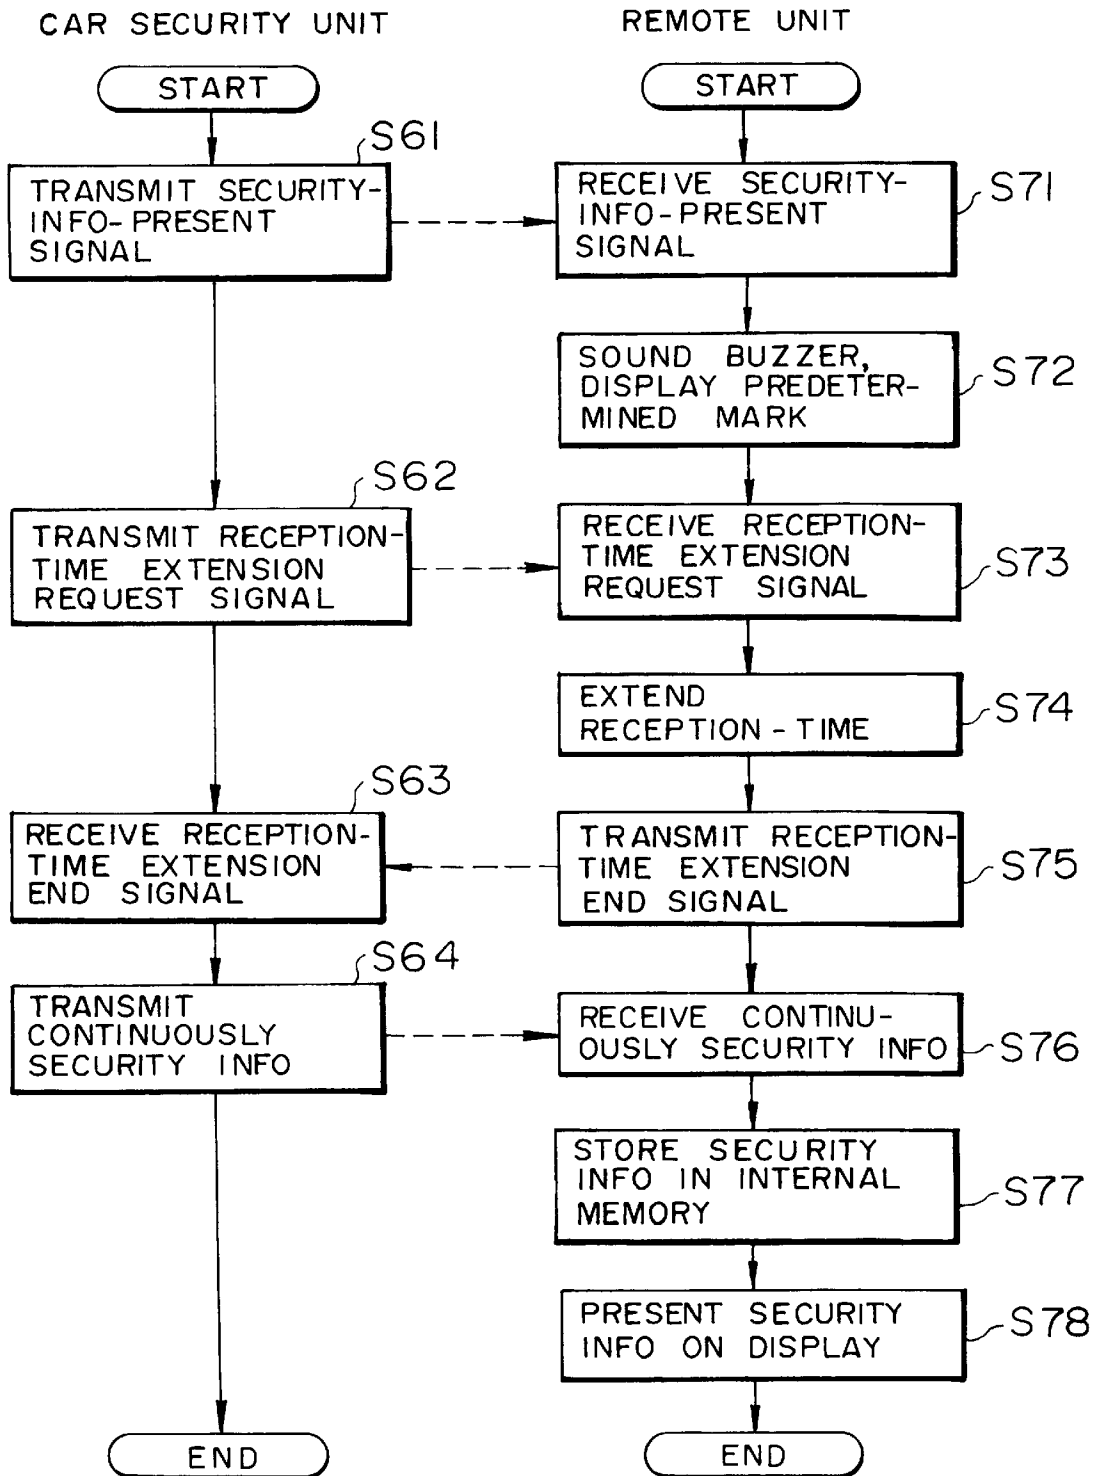 CAR SECURITY UNIT
START
S61
TRANSMIT SECURITY-
INFO-PRESENT
SIGNAL
S62
TRANSMIT RECEPTION-
TIME EXTENSION
REQUEST SIGNAL
S63
RECEIVE RECEPTION-
TIME EXTENSION
END SIGNAL
S64
TRANSMIT
CONTINUOUSLY
SECURITY INFO
END
REMOTE UNIT
START
RECEIVE SECURITY-
INFO-PRESENT
SIGNAL
S71
SOUND BUZZER,
DISPLAY PREDETER-
MINED MARK
S72
RECEIVE RECEPTION-
TIME EXTENSION
REQUEST SIGNAL
S73
EXTEND
RECEPTION - TIME
S74
TRANSMIT RECEPTION-
TIME EXTENSION
END SIGNAL
S75
RECEIVE CONTINU-
OUSLY SECURITY INFO
S76
STORE SECURITY
INFO IN INTERNAL
MEMORY
S77
PRESENT SECURITY
INFO ON DISPLAY
S78
END